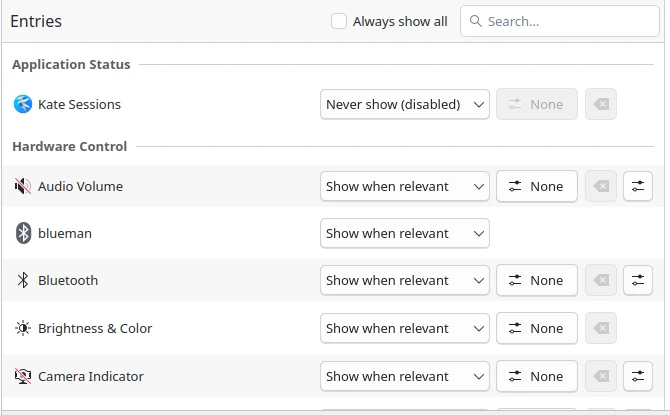 Entries Always show all Search...
Application Status
Kate Sessions Never show (disabled) None
Hardware Control
Audio Volume Show when relevant None
blueman Show when relevant
Bluetooth Show when relevant None
Brightness & Color Show when relevant None
Camera Indicator Show when relevant None